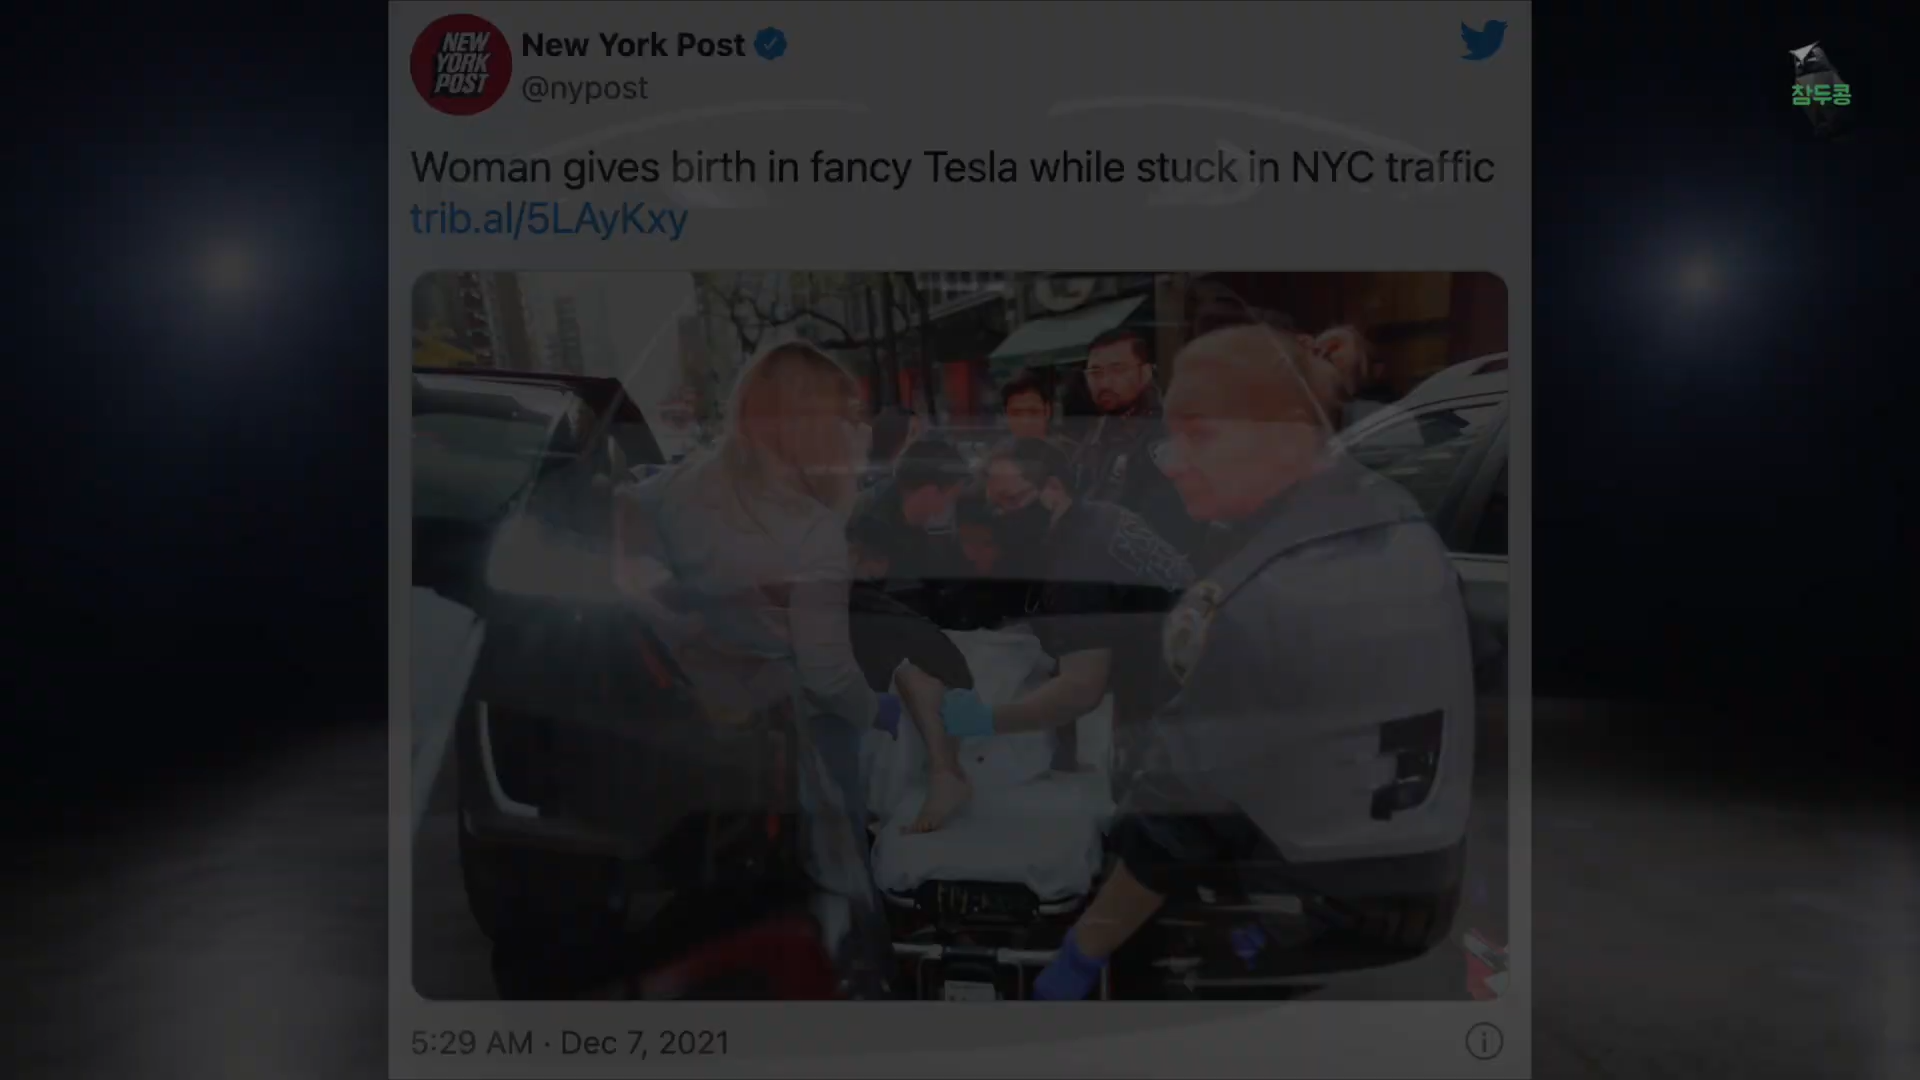 NEW
YORK
POST
New York Post
@nypost
참두콩
Woman gives birth in fancy Tesla while stuck in NYC traffic
trib.al/5LAyKxy
5:29 AM · Dec 7, 2021